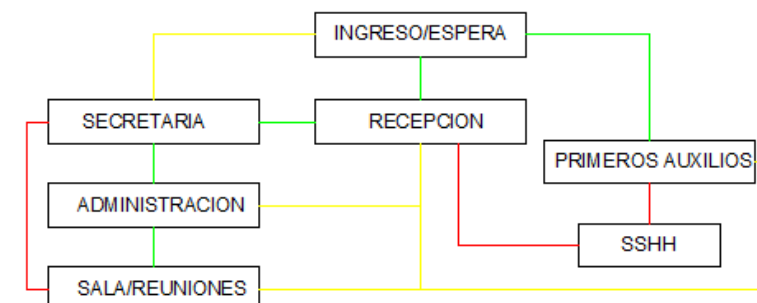 INGRESO/ESPERA
SECRETARIA
RECEPCION
PRIMEROS AUXILIOS
ADMINISTRACION
SSHH
SALA/REUNIONES